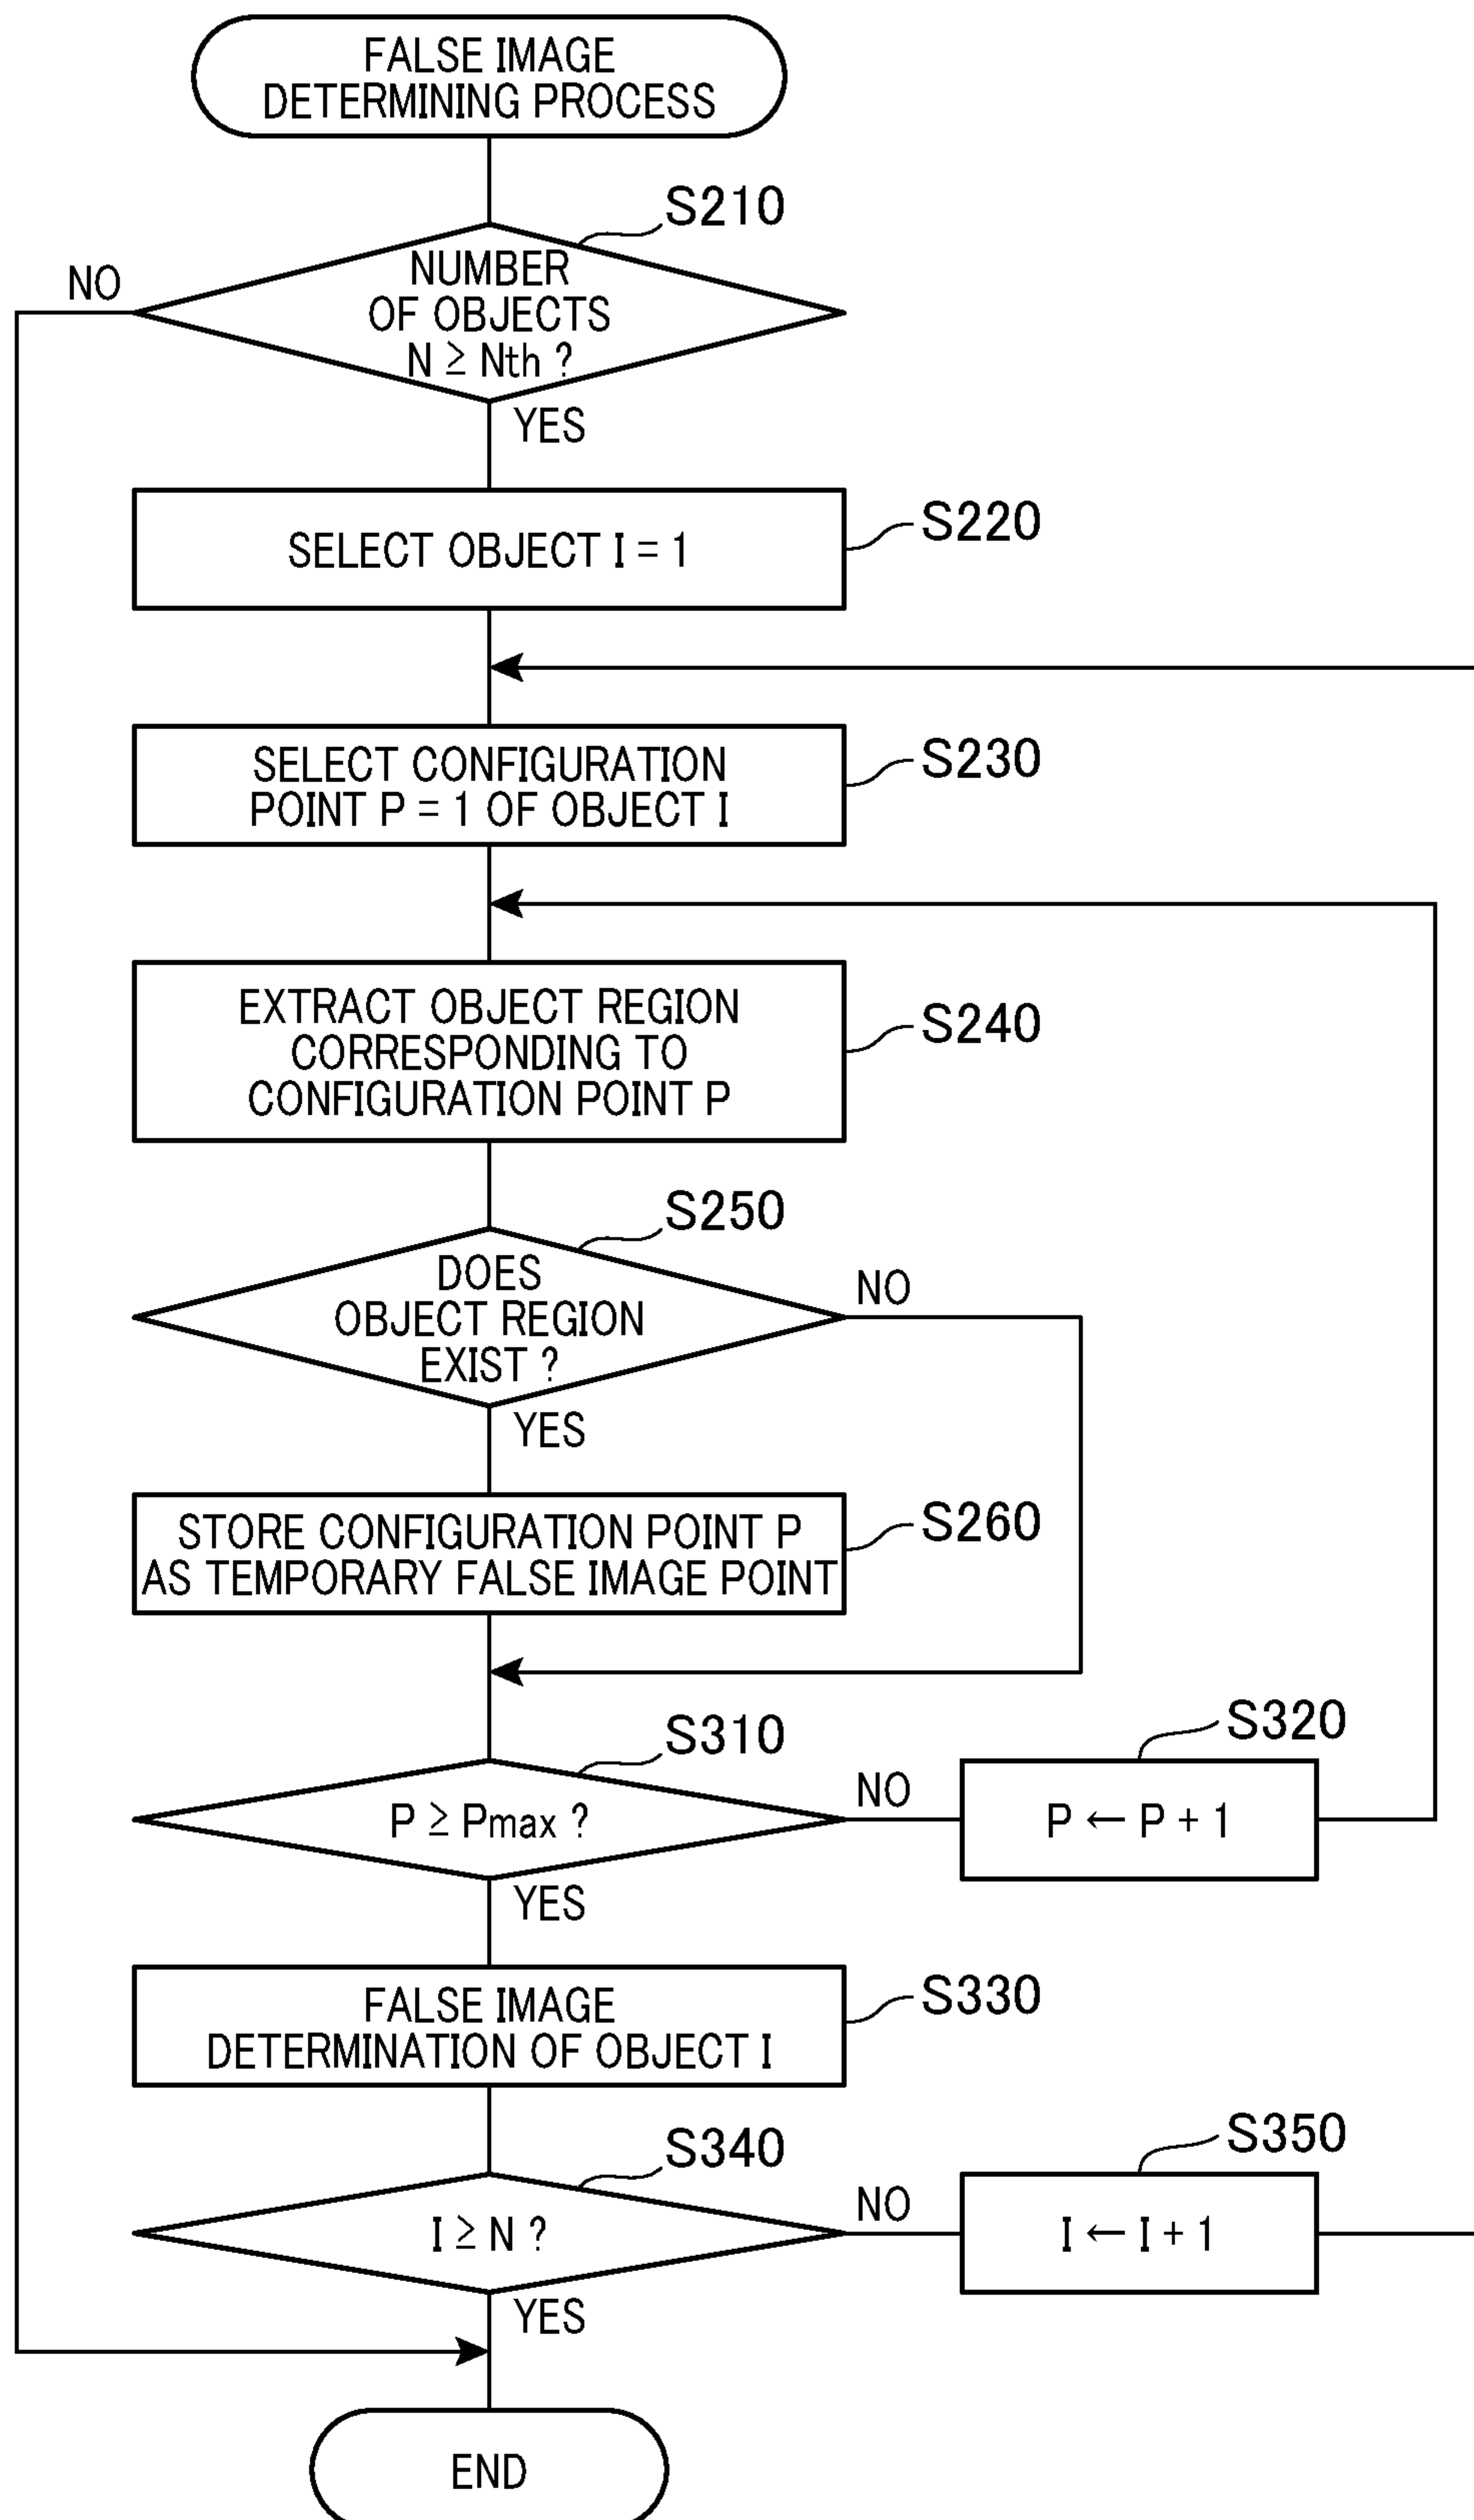 FALSE IMAGE
DETERMINING PROCESS
S210
NUMBER
OF OBJECTS
N ≥ Nth ?
NO
YES
SELECT OBJECT I = 1
S220
SELECT CONFIGURATION
POINT P = 1 OF OBJECT I
S230
EXTRACT OBJECT REGION
CORRESPONDING TO
CONFIGURATION POINT P
S240
S250
DOES
OBJECT REGION
EXIST ?
NO
YES
STORE CONFIGURATION POINT P
AS TEMPORARY FALSE IMAGE POINT
S260
S310
P ≥ Pmax ?
NO
S320
P ← P + 1
YES
FALSE IMAGE
DETERMINATION OF OBJECT I
S330
S340
I ≥ N ?
NO
S350
I ← I + 1
YES
END